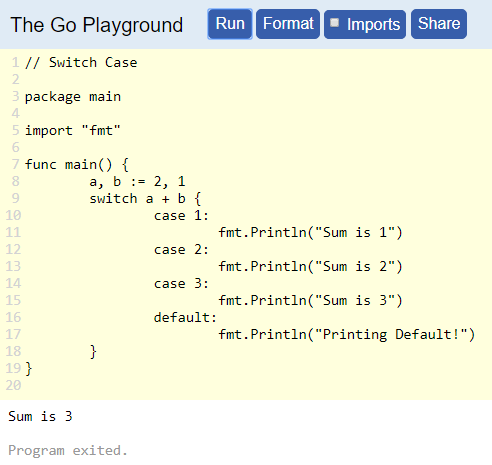 The Go Playground Run Format Imports Share
1 // Switch Case
2
3 package main
4
5 import "fmt"
6
7 func main() {
8 a, b := 2, 1
9 switch a + b {
10 case 1:
11 fmt.Println("Sum is 1")
12 case 2:
13 fmt.Println("Sum is 2")
14 case 3:
15 fmt.Println("Sum is 3")
16 default:
17 fmt.Println("Printing Default!")
18 }
19 }
20
Sum is 3
Program exited.